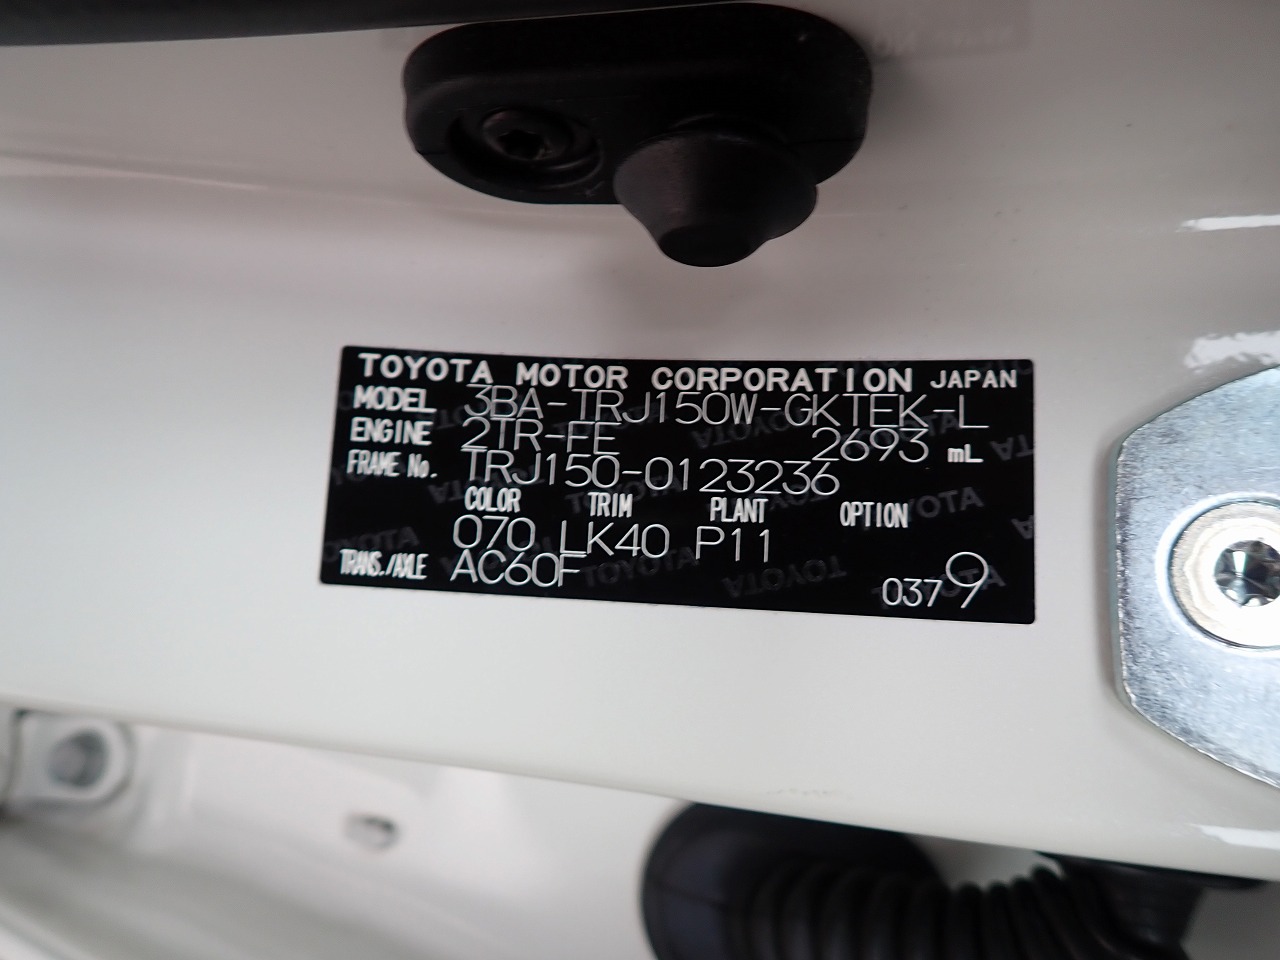 TOYOTA MOTOR CORPORATION JAPAN
MODEL 3BA-TRJ150W-GKTEK-L
ENGINE 2TR-FE 2693 mL
FRAME No. TRJ150-0123236
COLOR TRIM PLANT OPTION
070 LK40 P11
TRANS./AXLE AC60F
0379